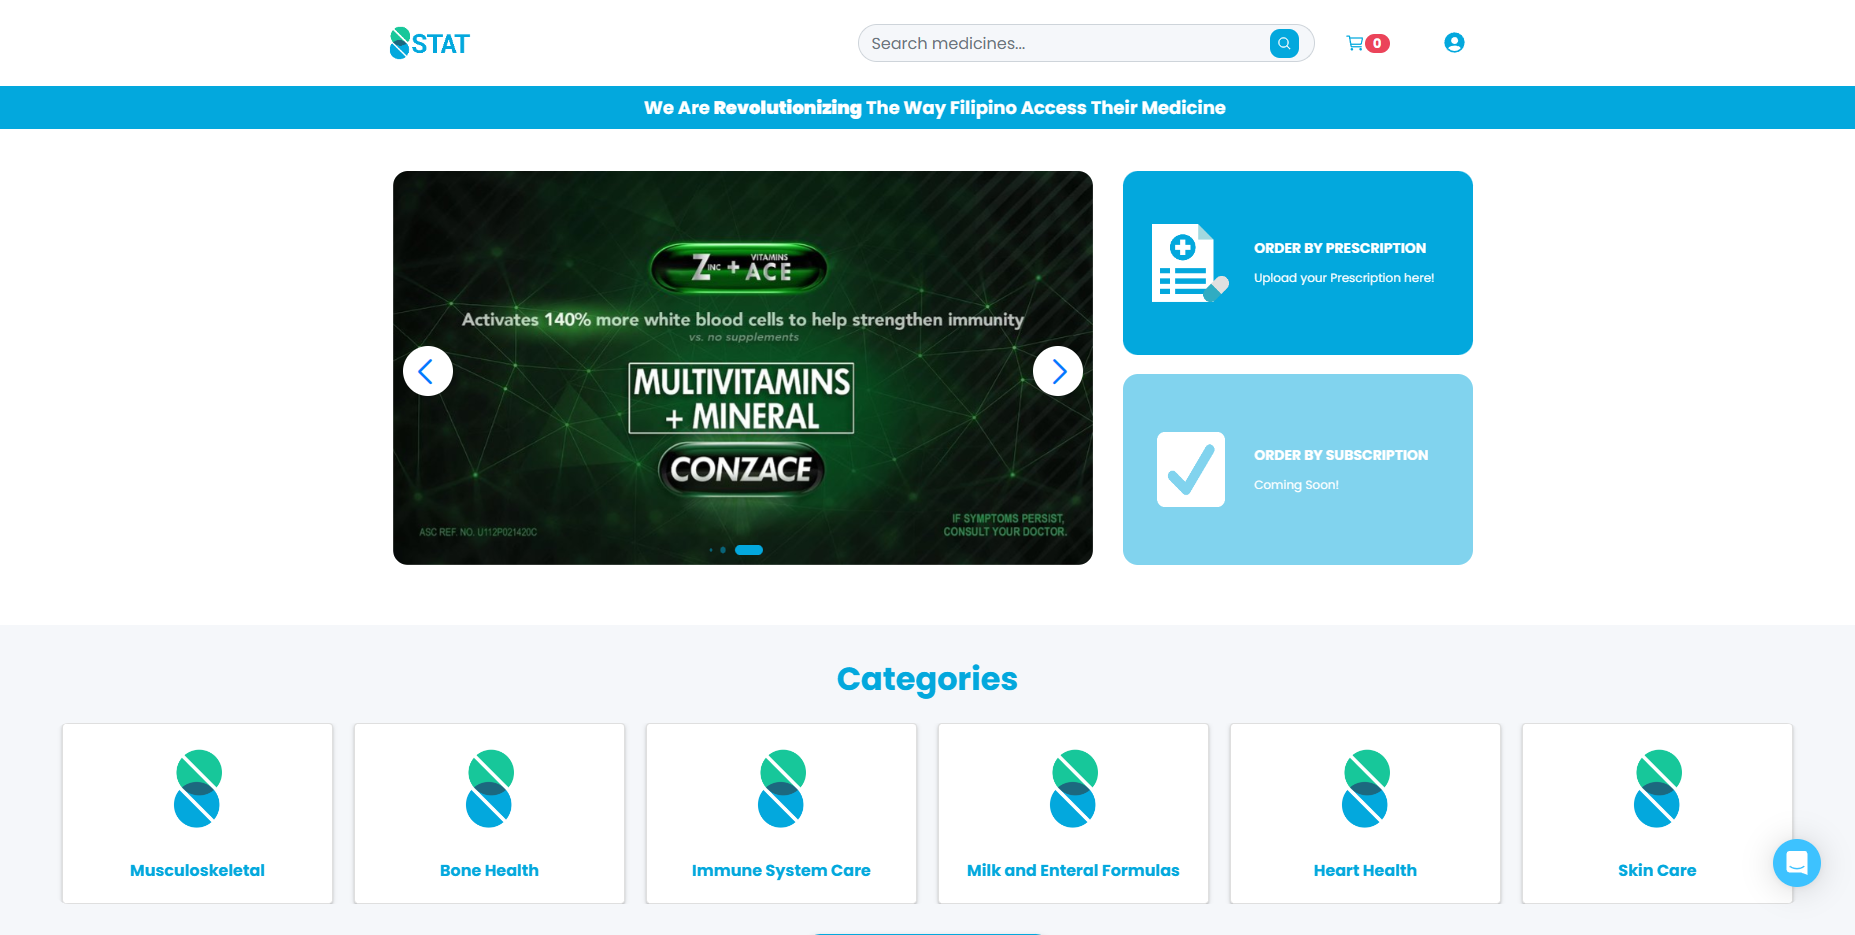 STAT
Search medicines...
0
We Are Revolutionizing The Way Filipino Access Their Medicine
ZINC + VITAMINS ACE
Activates 140% more white blood cells to help strengthen immunity
vs. no supplements
MULTIVITAMINS
+ MINERAL
CONZACE
ASC REF. NO. U112P021420C
IF SYMPTOMS PERSIST,
CONSULT YOUR DOCTOR.
ORDER BY PRESCRIPTION
Upload your Prescription here!
ORDER BY SUBSCRIPTION
Coming Soon!
Categories
Musculoskeletal
Bone Health
Immune System Care
Milk and Enteral Formulas
Heart Health
Skin Care